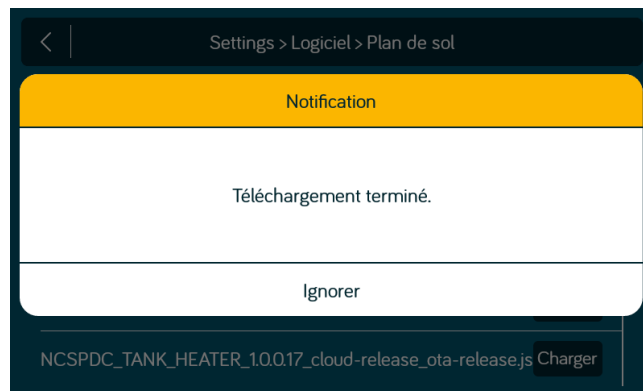 Settings > Logiciel > Plan de sol
Notification
Téléchargement terminé.
Ignorer
NCSPDC_TANK_HEATER_1.0.0.17_cloud-release_ota-release.js Charger